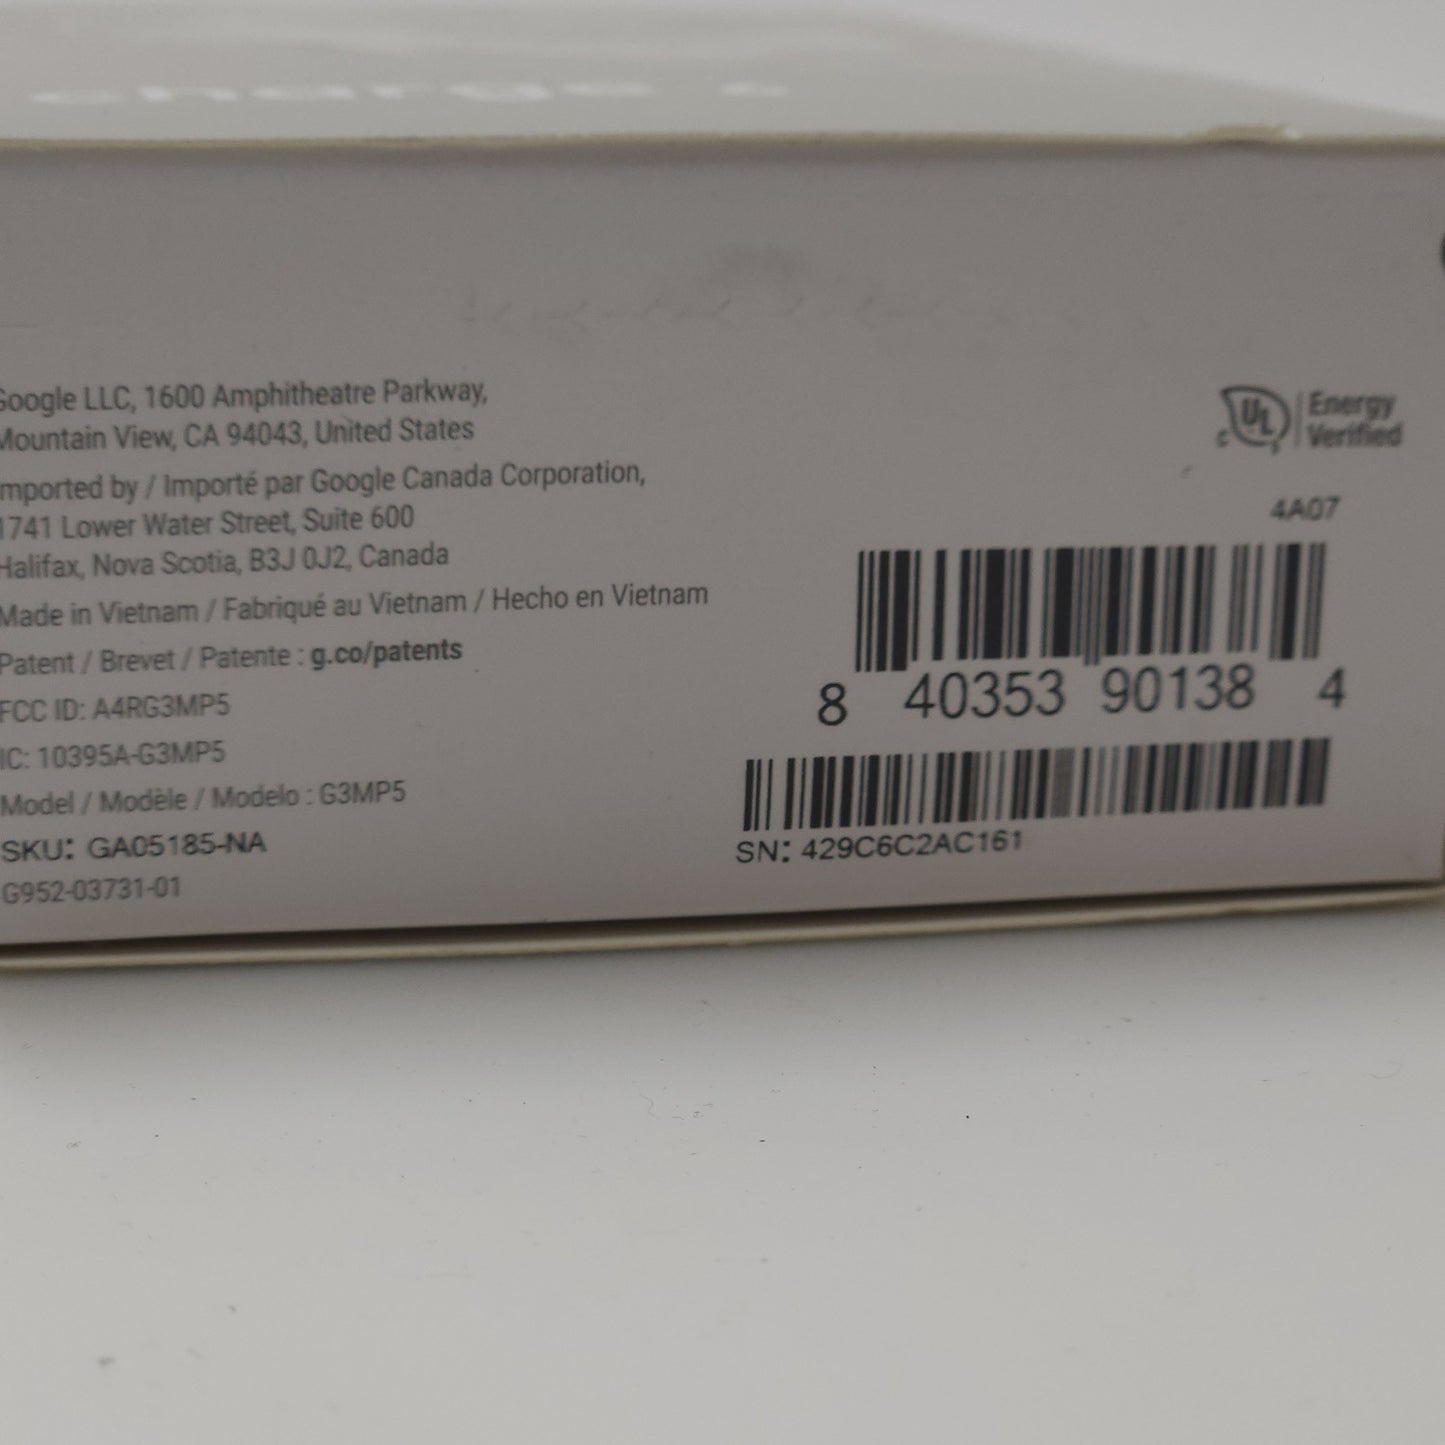 charge 6
Google LLC, 1600 Amphitheatre Parkway,
Mountain View, CA 94043, United States
Imported by / Importé par Google Canada Corporation,
1741 Lower Water Street, Suite 600
Halifax, Nova Scotia, B3J 0J2, Canada
Made in Vietnam / Fabriqué au Vietnam / Hecho en Vietnam
Patent / Brevet / Patente : g.co/patents
FCC ID: A4RG3MP5
IC: 10395A-G3MP5
Model / Modèle / Modelo : G3MP5
SKU: GA05185-NA
G952-03731-01
C UL
Energy
Verified
4A07
8 40353 90138 4
SN: 429C6C2AC161